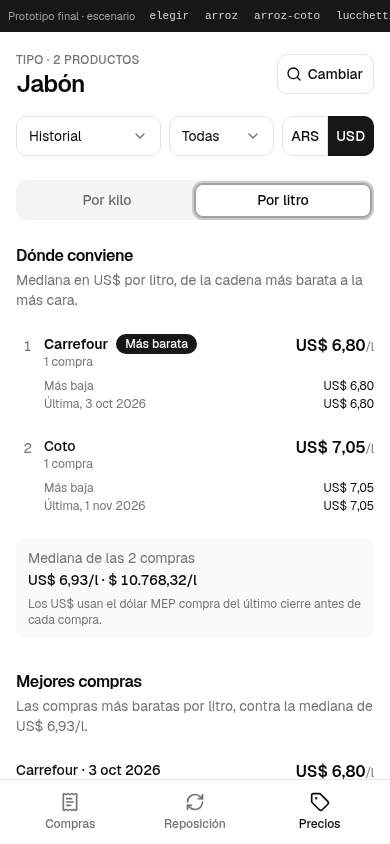 Prototipo final · escenario elegir arroz arroz-coto lucchett
TIPO · 2 PRODUCTOS
Jabón
Cambiar
Historial Todas ARS USD
Por kilo Por litro
Dónde conviene
Mediana en US$ por litro, de la cadena más barata a la
más cara.
1 Carrefour Más barata US$ 6,80/l
1 compra
Más baja US$ 6,80
Última, 3 oct 2026 US$ 6,80
2 Coto US$ 7,05/l
1 compra
Más baja US$ 7,05
Última, 1 nov 2026 US$ 7,05
Mediana de las 2 compras
US$ 6,93/l · $ 10.768,32/l
Los US$ usan el dólar MEP compra del último cierre antes de
cada compra.
Mejores compras
Las compras más baratas por litro, contra la mediana de
US$ 6,93/l.
Carrefour · 3 oct 2026 US$ 6,80/l
Compras Reposición Precios